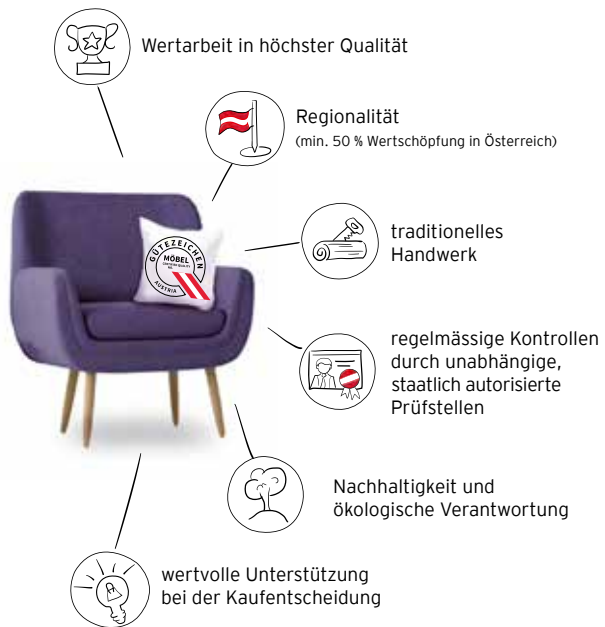 Wertarbeit in höchster Qualität
Regionalität
(min. 50 % Wertschöpfung in Österreich)
traditionelles
Handwerk
GÜTEZEICHEN
MÖBEL
AUSTRIA
regelmässige Kontrollen
durch unabhängige,
staatlich autorisierte
Prüfstellen
Nachhaltigkeit und
ökologische Verantwortung
wertvolle Unterstützung
bei der Kaufentscheidung